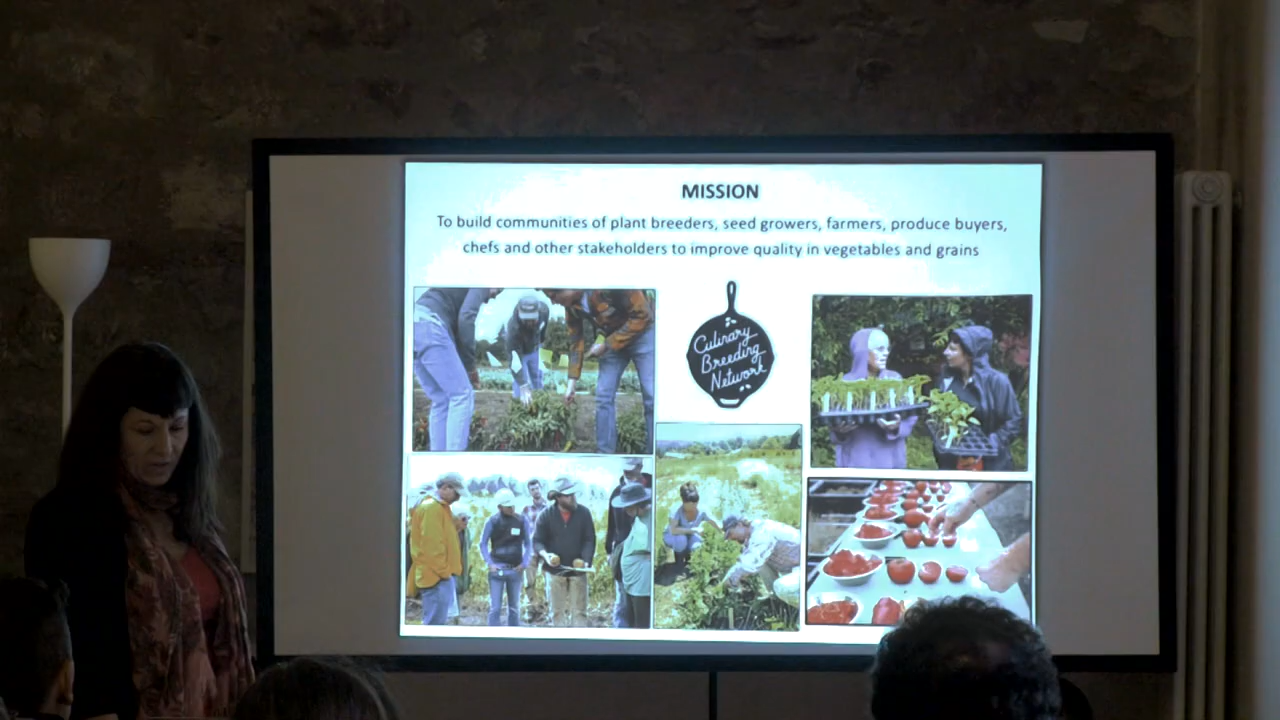 MISSION
To build communities of plant breeders, seed growers, farmers, produce buyers,
chefs and other stakeholders to improve quality in vegetables and grains
Culinary
Breeding
Network